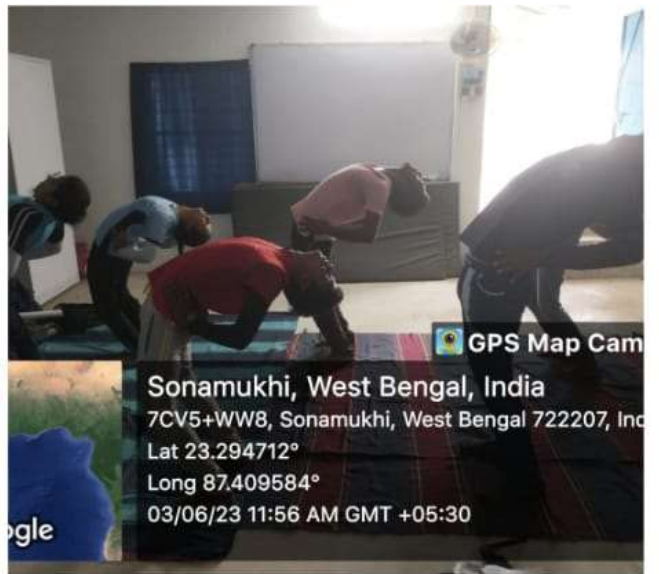 GPS Map Cam
Sonamukhi, West Bengal, India
7CV5+WW8, Sonamukhi, West Bengal 722207, Inc
Lat 23.294712°
Long 87.409584°
03/06/23 11:56 AM GMT +05:30
ogle